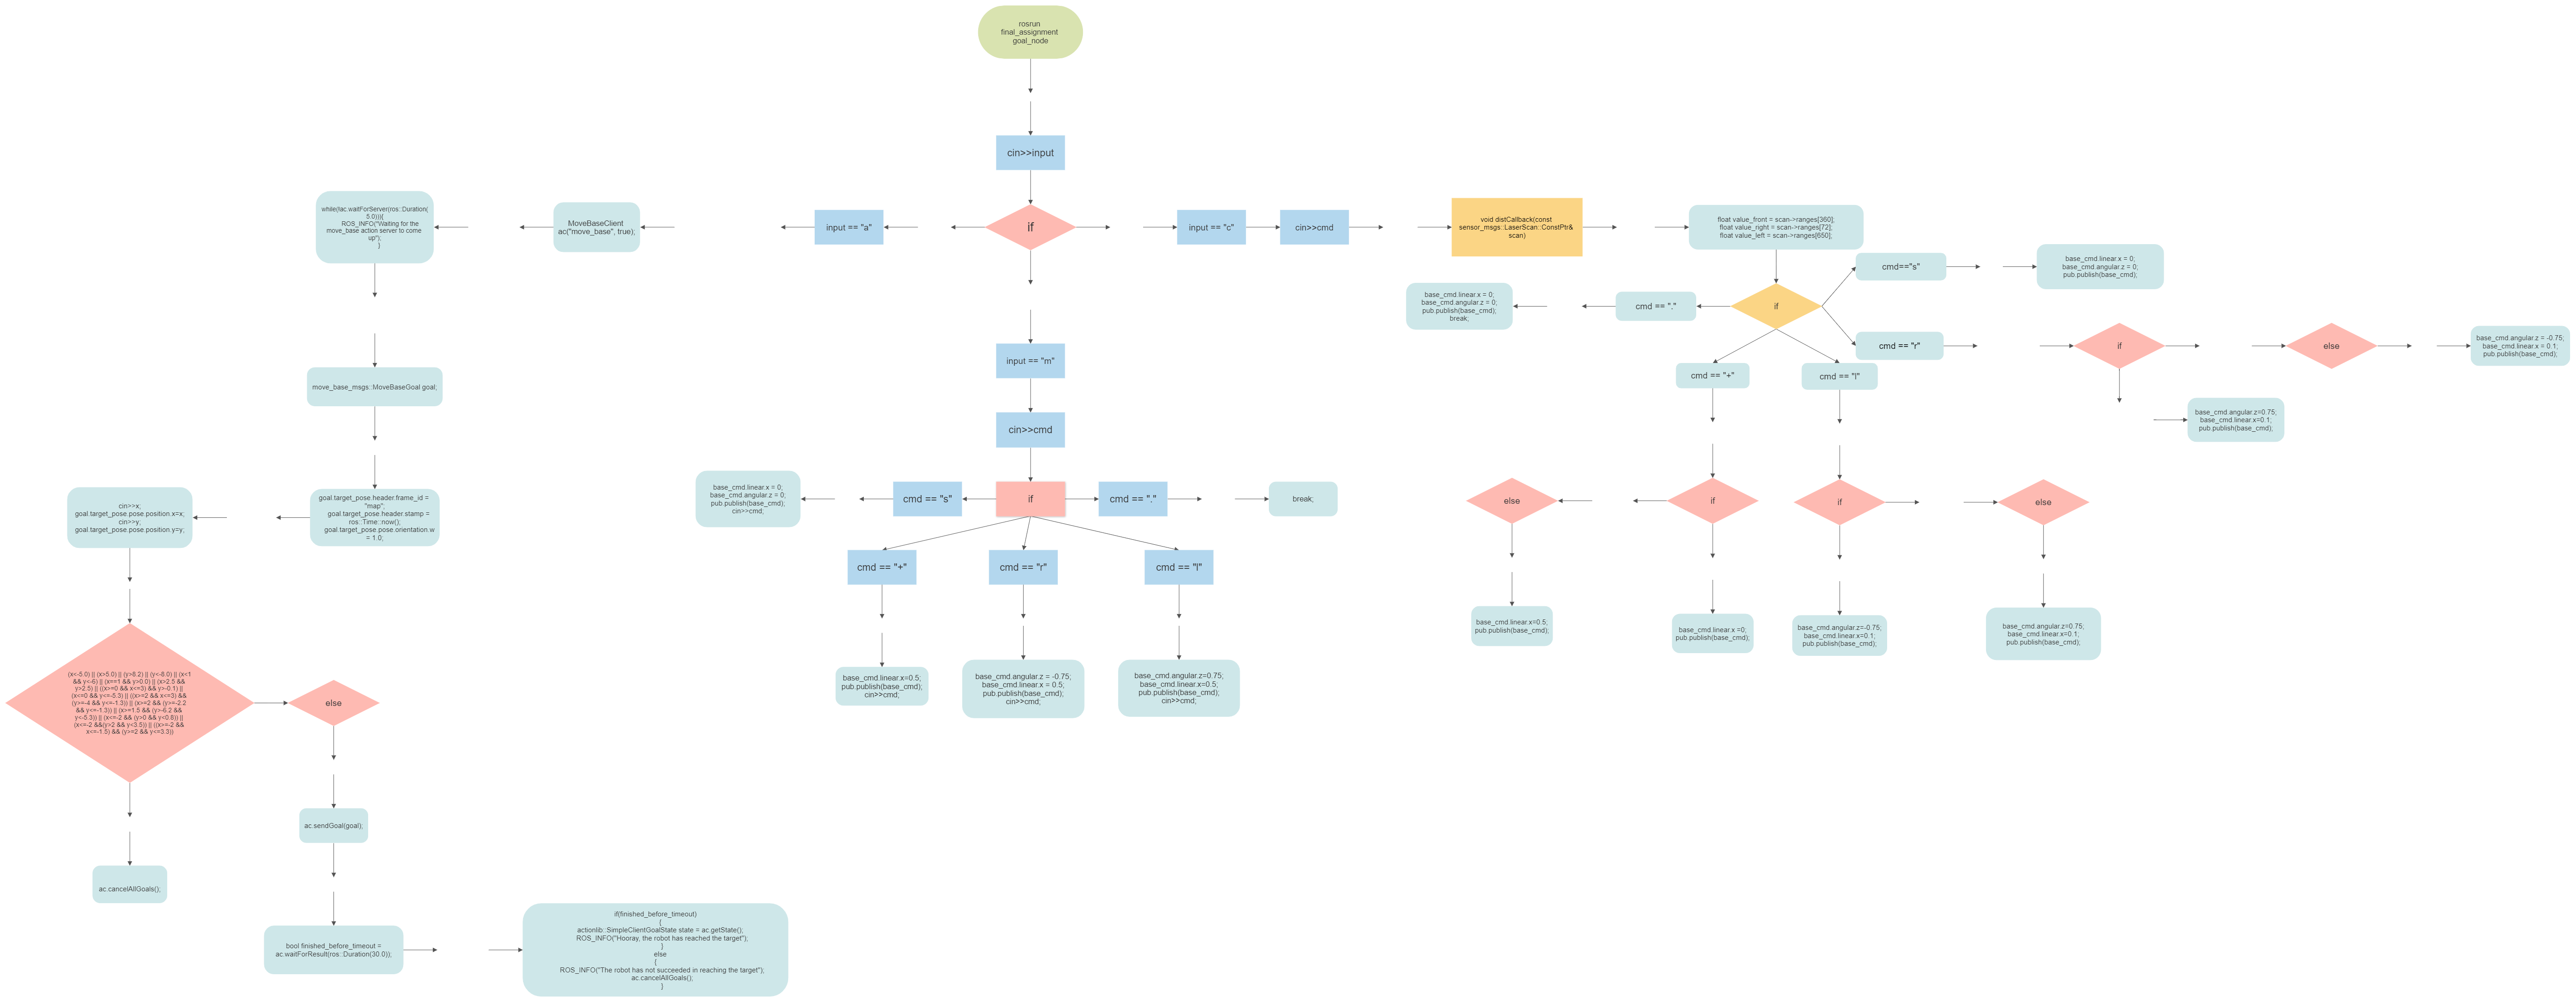 rosrun
final_assignment
goal_node
cin>>input
if
input == "a"
MoveBaseClient
ac("move_base", true);
while(!ac.waitForServer(ros::Duration(
5.0))){
ROS_INFO("Waiting for the
move_base action server to come
up");
}
move_base_msgs::MoveBaseGoal goal;
goal.target_pose.header.frame_id =
"map";
goal.target_pose.header.stamp =
ros::Time::now();
goal.target_pose.pose.orientation.w
= 1.0;
cin>>x;
goal.target_pose.pose.position.x=x;
cin>>y;
goal.target_pose.pose.position.y=y;
(x<-5.0) || (x>5.0) || (y>8.2) || (y<-8.0) || (x<1
&& y<-6) || (x==1 && y>0.0) || (x>2.5 &&
y>2.5) || ((x>=0 && x<=3) && y>-0.1) ||
(x<=0 && y<=-5.3) || ((x>=2 && x<=3) &&
(y>=-4 && y<=-1.3)) || (x>=2 && (y>=-2.2
&& y<=-1.3)) || (x>=1.5 && (y>-6.2 &&
y<-5.3)) || (x<=-2 && (y>0 && y<0.8)) ||
(x<=-2 &&(y>2 && y<3.5)) || ((x>=-2 &&
x<=-1.5) && (y>=2 && y<=3.3))
ac.cancelAllGoals();
else
ac.sendGoal(goal);
bool finished_before_timeout =
ac.waitForResult(ros::Duration(30.0));
if(finished_before_timeout)
{
actionlib::SimpleClientGoalState state = ac.getState();
ROS_INFO("Hooray, the robot has reached the target");
}
else
{
ROS_INFO("The robot has not succeeded in reaching the target");
ac.cancelAllGoals();
}
input == "m"
cin>>cmd
if
cmd == "s"
base_cmd.linear.x = 0;
base_cmd.angular.z = 0;
pub.publish(base_cmd);
cin>>cmd;
cmd == "."
break;
cmd == "+"
base_cmd.linear.x=0.5;
pub.publish(base_cmd);
cin>>cmd;
cmd == "r"
base_cmd.angular.z = -0.75;
base_cmd.linear.x = 0.5;
pub.publish(base_cmd);
cin>>cmd;
cmd == "l"
base_cmd.angular.z=0.75;
base_cmd.linear.x=0.5;
pub.publish(base_cmd);
cin>>cmd;
input == "c"
cin>>cmd
void distCallback(const
sensor_msgs::LaserScan::ConstPtr&
scan)
float value_front = scan->ranges[360];
float value_right = scan->ranges[72];
float value_left = scan->ranges[650];
if
cmd=="s"
base_cmd.linear.x = 0;
base_cmd.angular.z = 0;
pub.publish(base_cmd);
cmd == "."
base_cmd.linear.x = 0;
base_cmd.angular.z = 0;
pub.publish(base_cmd);
break;
cmd == "r"
if
else
base_cmd.angular.z = -0.75;
base_cmd.linear.x = 0.1;
pub.publish(base_cmd);
base_cmd.angular.z=0.75;
base_cmd.linear.x=0.1;
pub.publish(base_cmd);
cmd == "+"
if
else
base_cmd.linear.x=0.5;
pub.publish(base_cmd);
base_cmd.linear.x =0;
pub.publish(base_cmd);
cmd == "l"
if
else
base_cmd.angular.z=-0.75;
base_cmd.linear.x=0.1;
pub.publish(base_cmd);
base_cmd.angular.z=0.75;
base_cmd.linear.x=0.1;
pub.publish(base_cmd);